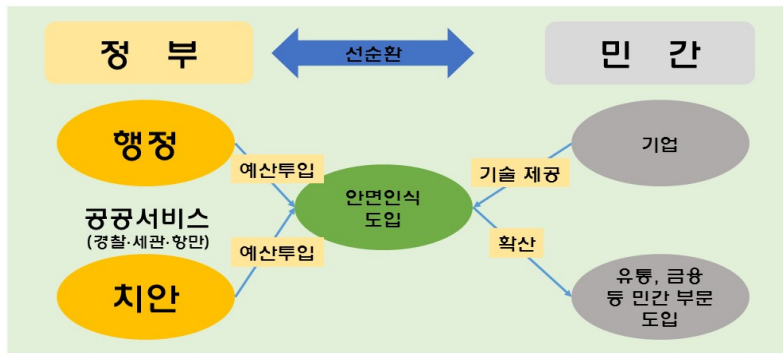 정 부
선순환
민 간
행정
예산투입
기업
기술 제공
안면인식
도입
공공서비스
(경찰·세관·항만)
예산투입
확산
치안
유통, 금융
등 민간 부문
도입